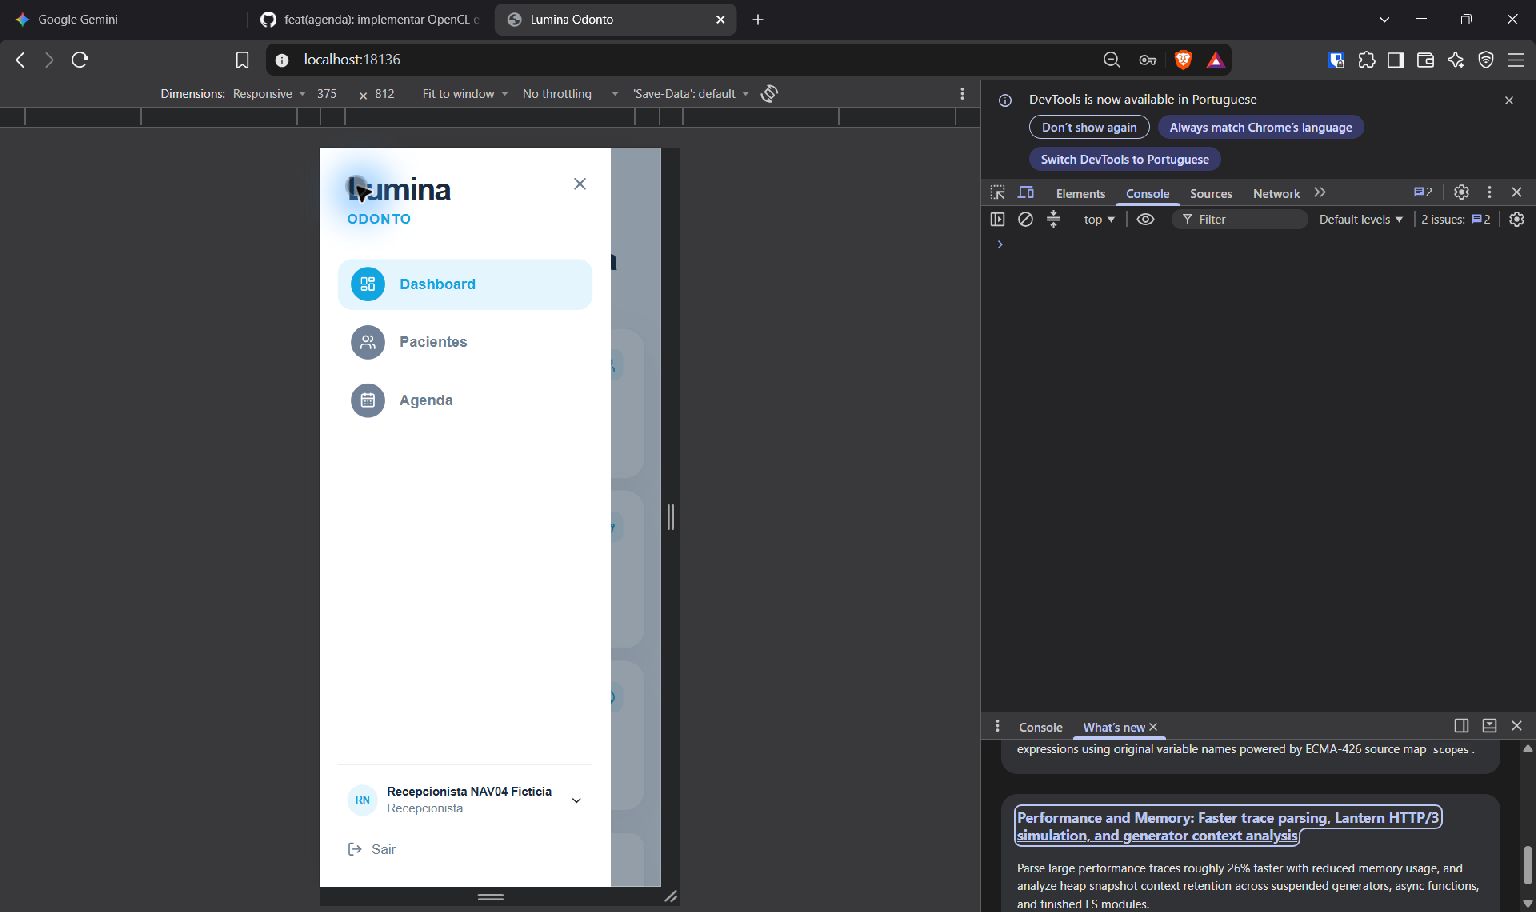 Google Gemini
feat(agenda): implementar OpenCL e
Lumina Odonto
localhost:18136
Dimensions: Responsive 375 × 812 Fit to window No throttling 'Save-Data': default
DevTools is now available in Portuguese
Don't show again
Always match Chrome's language
Switch DevTools to Portuguese
Elements Console Sources Network 2
top Filter Default levels 2 issues: 2
Lumina
ODONTO
Dashboard
Pacientes
Agenda
RN
Recepcionista NAV04 Ficticia
Recepcionista
Sair
Console What's new
expressions using original variable names powered by ECMA-426 source map scopes.
Performance and Memory: Faster trace parsing, Lantern HTTP/3
simulation, and generator context analysis
Parse large performance traces roughly 26% faster with reduced memory usage, and
analyze heap snapshot context retention across suspended generators, async functions,
and finished ES modules.